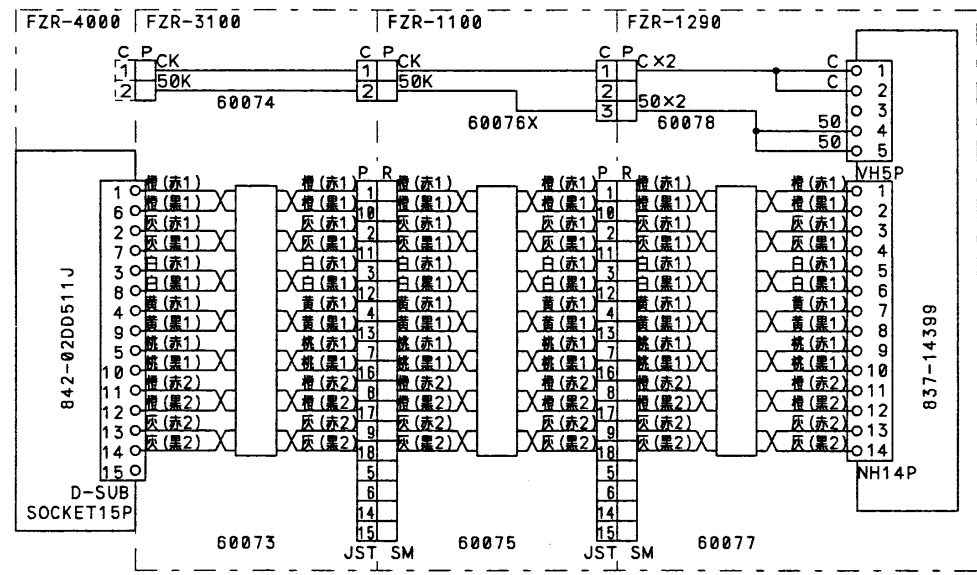 FZR-4000 FZR-3100 FZR-1100 FZR-1290
C P C P C P
1 CK 1 CK 1 C×2 C 1
2 50K 2 50K 2 C 2
60074 60076X 3 50×2 60078 3
50 4
50 5
VH5P
P R P R
1 橙(赤1) 橙(赤1) 1 橙(赤1) 橙(赤1) 1 橙(赤1) 橙(赤1) 1
6 橙(黒1) 橙(黒1) 10 橙(黒1) 橙(黒1) 10 橙(黒1) 橙(黒1) 2
2 灰(赤1) 灰(赤1) 2 灰(赤1) 灰(赤1) 2 灰(赤1) 灰(赤1) 3
7 灰(黒1) 灰(黒1) 11 灰(黒1) 灰(黒1) 11 灰(黒1) 灰(黒1) 4
3 白(赤1) 白(赤1) 3 白(赤1) 白(赤1) 3 白(赤1) 白(赤1) 5
8 白(黒1) 白(黒1) 12 白(黒1) 白(黒1) 12 白(黒1) 白(黒1) 6
4 黄(赤1) 黄(赤1) 4 黄(赤1) 黄(赤1) 4 黄(赤1) 黄(赤1) 7
9 黄(黒1) 黄(黒1) 13 黄(黒1) 黄(黒1) 13 黄(黒1) 黄(黒1) 8
5 桃(赤1) 桃(赤1) 7 桃(赤1) 桃(赤1) 7 桃(赤1) 桃(赤1) 9
10 桃(黒1) 桃(黒1) 16 桃(黒1) 桃(黒1) 16 桃(黒1) 桃(黒1) 10
11 橙(赤2) 橙(赤2) 8 橙(赤2) 橙(赤2) 8 橙(赤2) 橙(赤2) 11
12 橙(黒2) 橙(黒2) 17 橙(黒2) 橙(黒2) 17 橙(黒2) 橙(黒2) 12
13 灰(赤2) 灰(赤2) 9 灰(赤2) 灰(赤2) 9 灰(赤2) 灰(赤2) 13
14 灰(黒2) 灰(黒2) 18 灰(黒2) 灰(黒2) 18 灰(黒2) 灰(黒2) 14
15 5 5 NH14P
D-SUB 6 6
SOCKET15P 14 14
15 15
60073 60075 60077
JST SM JST SM
842-02DD511J
837-14399